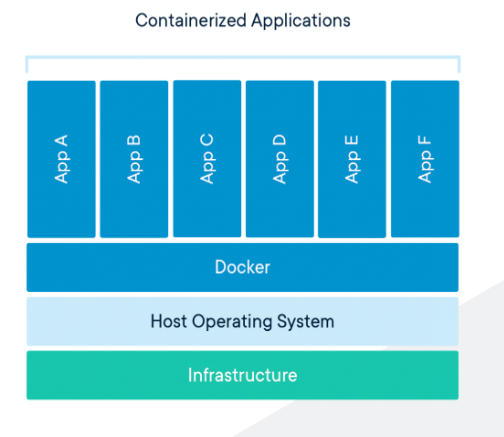 Containerized Applications
App A
App B
App C
App D
App E
App F
Docker
Host Operating System
Infrastructure